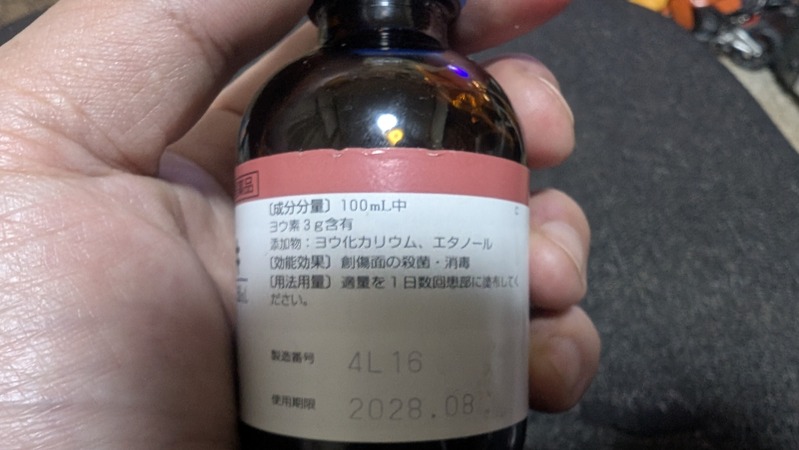 〔成分分量〕 100mL中
ヨウ素3g含有
添加物：ヨウ化カリウム、エタノール
〔効能効果〕 創傷面の殺菌・消毒
〔用法用量〕 適量を1日数回患部に塗布してく
ださい。
製造番号 4L16
使用期限 2028.08